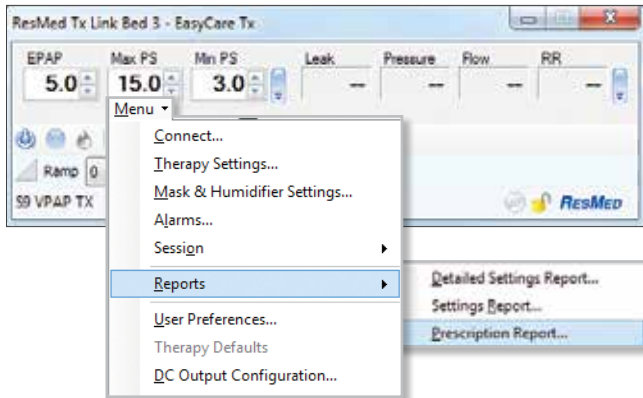 ResMed Tx Link Bed 3 - EasyCare Tx
EPAP Max PS Min PS Leak Pressure Flow RR
5.0 15.0 3.0 -- -- -- --
Menu
Connect...
Therapy Settings...
Ramp 0
Mask & Humidifier Settings...
S9 VPAP TX
RESMED
Alarms...
Session
Reports
Detailed Settings Report...
Settings Report...
Prescription Report...
User Preferences...
Therapy Defaults
DC Output Configuration...